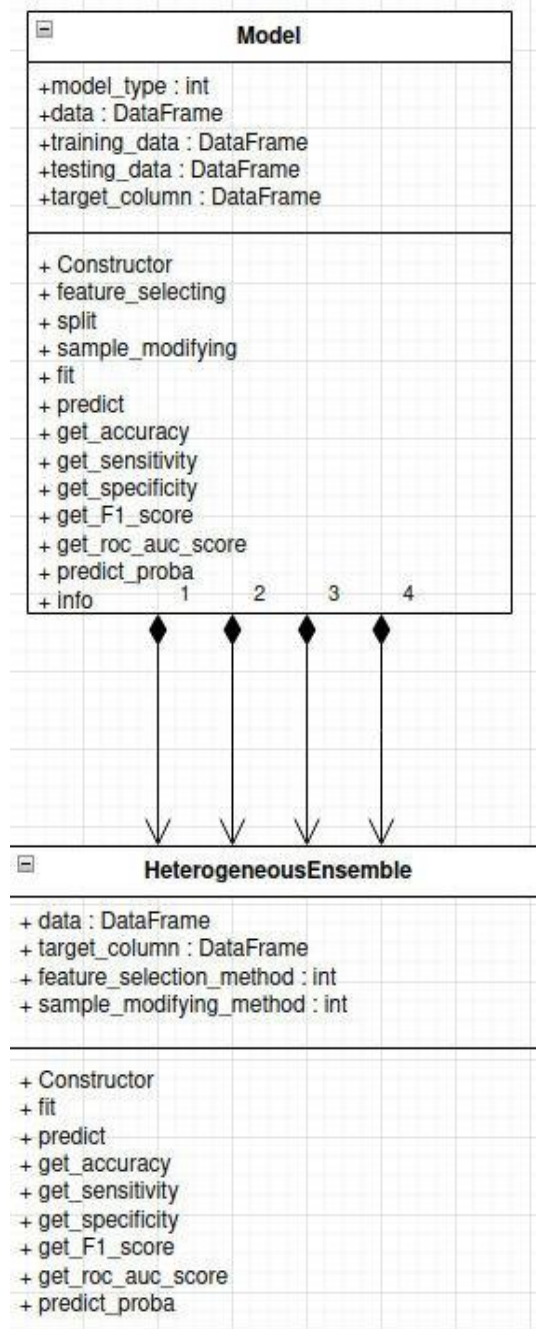 Model
+model_type : int
+data : DataFrame
+training_data : DataFrame
+testing_data : DataFrame
+target_column : DataFrame
+ Constructor
+ feature_selecting
+ split
+ sample_modifying
+ fit
+ predict
+ get_accuracy
+ get_sensitivity
+ get_specificity
+ get_F1_score
+ get_roc_auc_score
+ predict_proba
+ info
1 2 3 4
HeterogeneousEnsemble
+ data : DataFrame
+ target_column : DataFrame
+ feature_selection_method : int
+ sample_modifying_method : int
+ Constructor
+ fit
+ predict
+ get_accuracy
+ get_sensitivity
+ get_specificity
+ get_F1_score
+ get_roc_auc_score
+ predict_proba